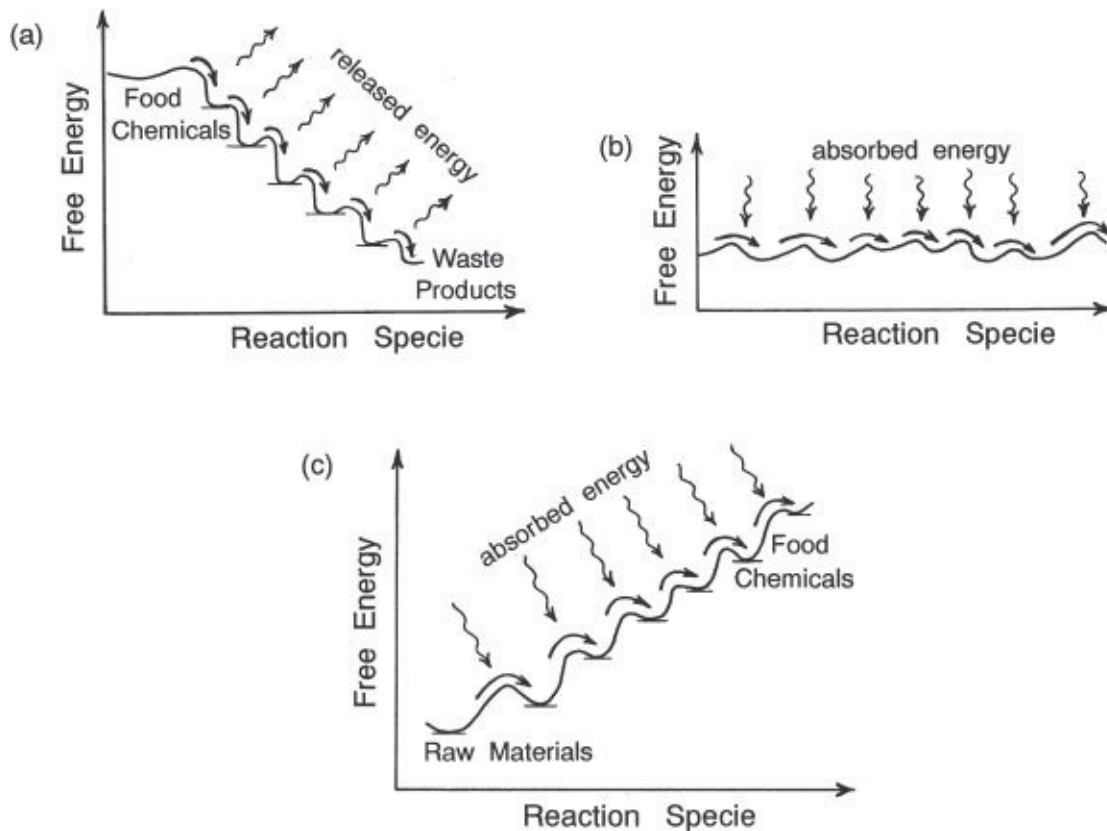 (a)
Free Energy
Food
Chemicals
released energy
Waste
Products
Reaction Specie
(b)
Free Energy
absorbed energy
Reaction Specie
(c)
Free Energy
absorbed energy
Food
Chemicals
Raw Materials
Reaction Specie